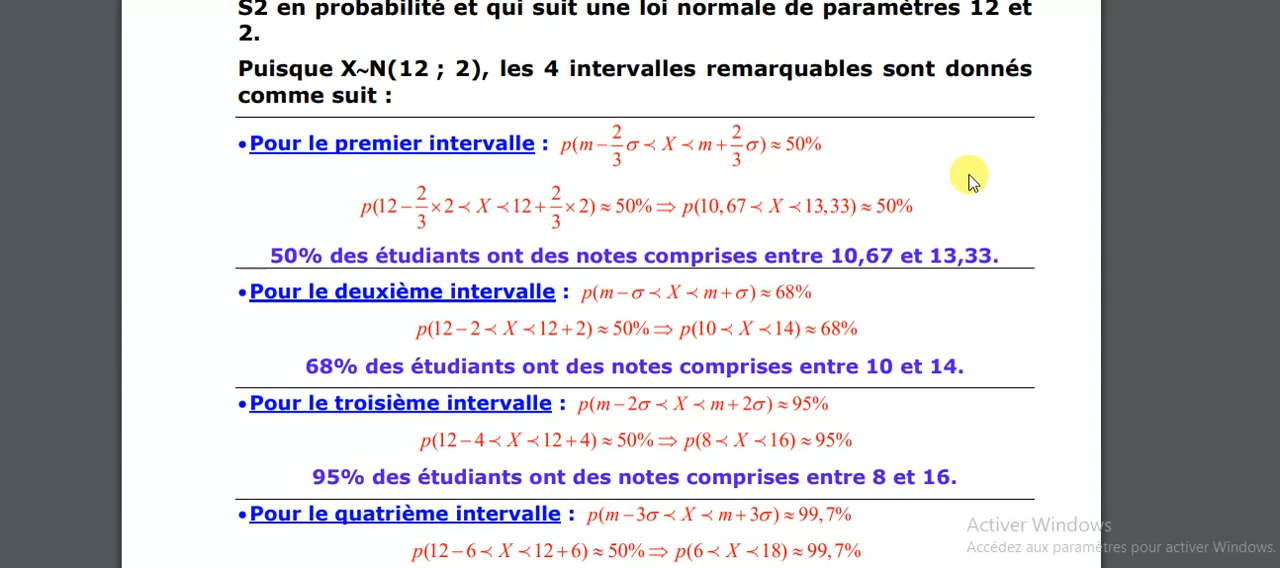 S2 en probabilité et qui suit une loi normale de paramètres 12 et
2.
Puisque X~N(12 ; 2), les 4 intervalles remarquables sont donnés
comme suit :
•Pour le premier intervalle : p(m − 2/3 σ ≺ X ≺ m + 2/3 σ) ≈ 50%
p(12 − 2/3 × 2 ≺ X ≺ 12 + 2/3 × 2) ≈ 50% ⇒ p(10,67 ≺ X ≺ 13,33) ≈ 50%
50% des étudiants ont des notes comprises entre 10,67 et 13,33.
•Pour le deuxième intervalle : p(m − σ ≺ X ≺ m + σ) ≈ 68%
p(12 − 2 ≺ X ≺ 12 + 2) ≈ 50% ⇒ p(10 ≺ X ≺ 14) ≈ 68%
68% des étudiants ont des notes comprises entre 10 et 14.
•Pour le troisième intervalle : p(m − 2σ ≺ X ≺ m + 2σ) ≈ 95%
p(12 − 4 ≺ X ≺ 12 + 4) ≈ 50% ⇒ p(8 ≺ X ≺ 16) ≈ 95%
95% des étudiants ont des notes comprises entre 8 et 16.
•Pour le quatrième intervalle : p(m − 3σ ≺ X ≺ m + 3σ) ≈ 99,7%
p(12 − 6 ≺ X ≺ 12 + 6) ≈ 50% ⇒ p(6 ≺ X ≺ 18) ≈ 99,7%
Activer Windows
Accédez aux paramètres pour activer Windows.